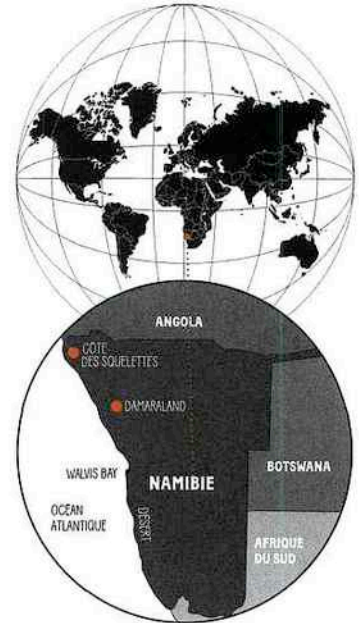 ANGOLA
CÔTE
DES SQUELETTES
DAMARALAND
WALVIS BAY
NAMIBIE
BOTSWANA
OCÉAN
ATLANTIQUE
DÉSERT
AFRIQUE
DU SUD